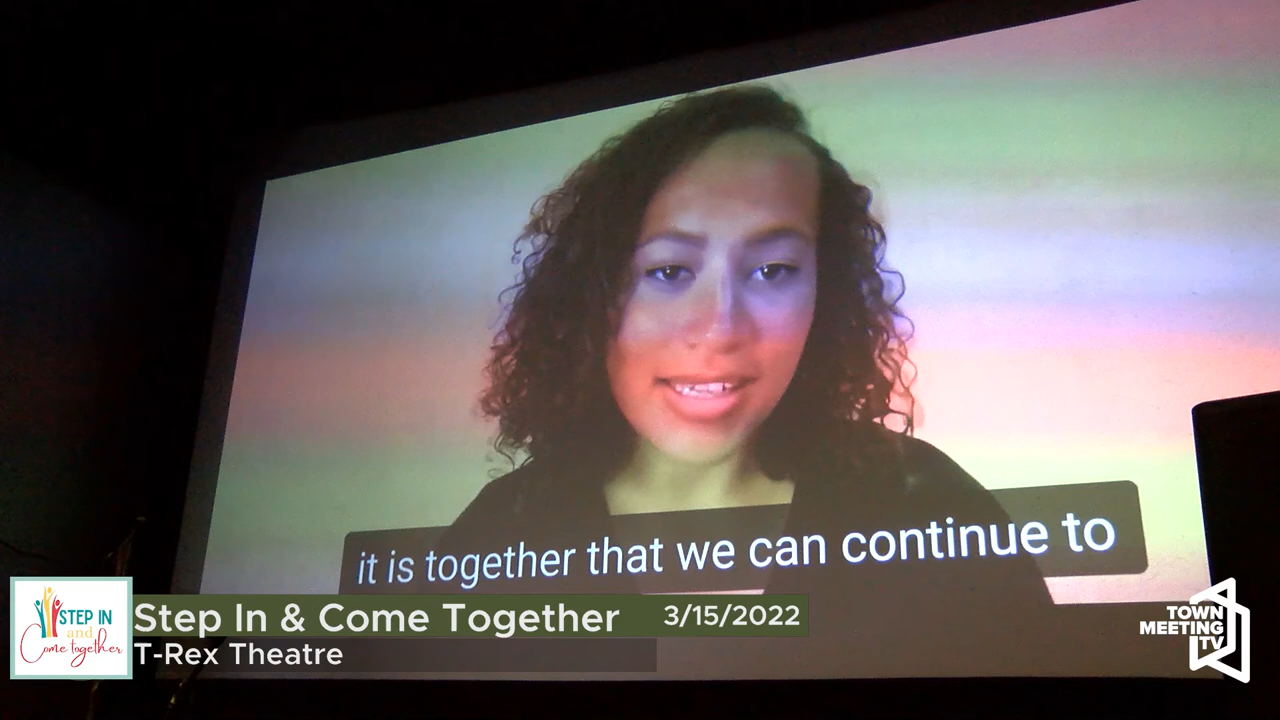 it is together that we can continue to
STEP IN
and
Come together
Step In & Come Together
3/15/2022
T-Rex Theatre
TOWN
MEETING
TV